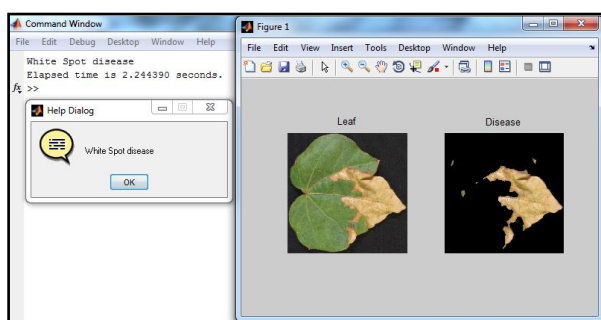 Command Window
File Edit Debug Desktop Window Help
White Spot disease
Elapsed time is 2.244390 seconds.
fx >>
Help Dialog
White Spot disease
OK
Figure 1
File Edit View Insert Tools Desktop Window Help
Leaf Disease